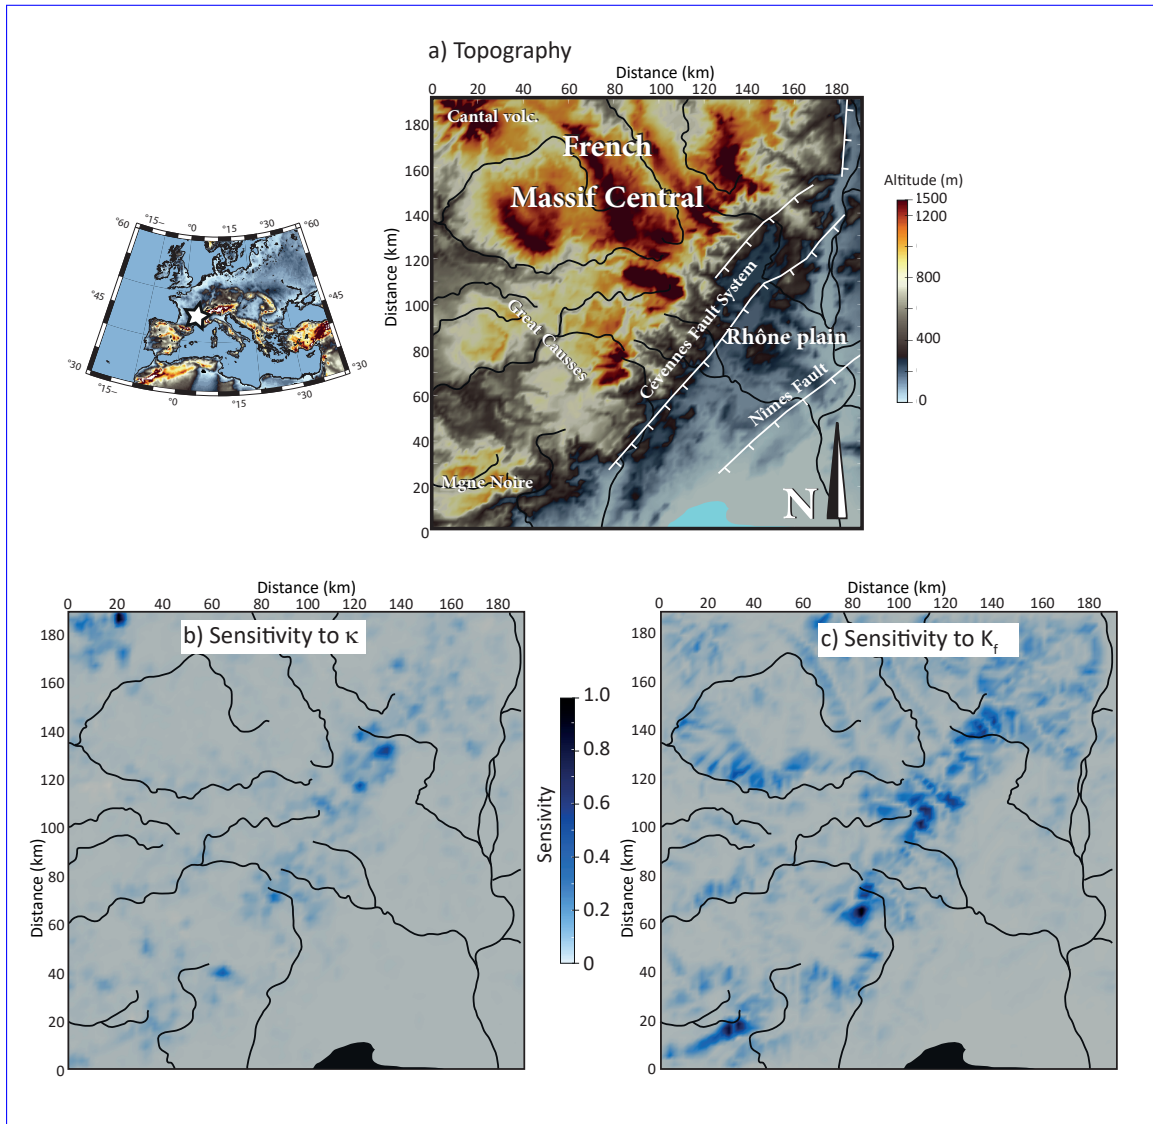 a) Topography
Distance (km)
0 20 40 60 80 100 120 140 160 180
180
160
140
120
100
80
60
40
20
0
Distance (km)
Cantal volc.
French
Massif Central
Great Causses
Cévennes Fault System
Rhône plain
Nîmes Fault
Mgne Noire
N
Altitude (m)
1500
1200
800
400
0
°15– °0 °15 °30 °60
°60
°45
°30
°45
°30
°15– °0 °15 °30
Distance (km)
0 20 40 60 80 100 120 140 180
b) Sensitivity to κ
180
160
140
120
100
80
60
40
20
0
Distance (km)
1.0
0.8
0.6
0.4
0.2
0
Sensivity
Distance (km)
0 20 40 60 80 100 120 140 160 180
c) Sensitivity to Kf
180
160
140
120
100
80
60
40
20
0
Distance (km)